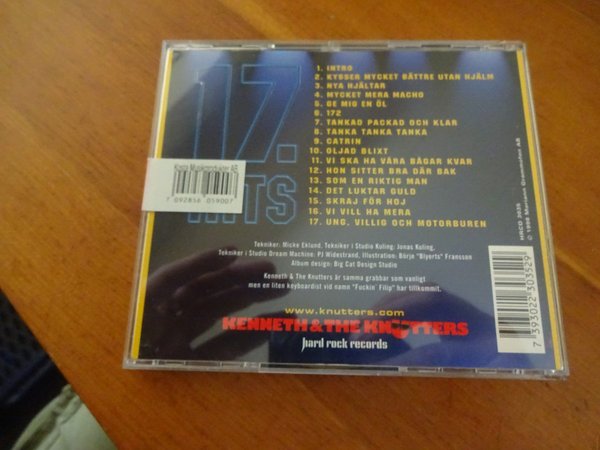 17.
HITS
1. INTRO
2. KYSSER MYCKET BÄTTRE UTAN HJÄLM
3. NYA HJÄLTAR
4. MYCKET MERA MACHO
5. GE MIG EN ÖL
6. 172
7. TANKAD PACKAD OCH KLAR
8. TANKA TANKA TANKA
9. CATRIN
10. OLJAD BLIXT
11. VI SKA HA VÅRA BÅGAR KVAR
12. HON SITTER BRA DÄR BAK
13. SOM EN RIKTIG MAN
14. DET LUKTAR GULD
15. SKRAJ FÖR HOJ
16. VI VILL HA MERA
17. UNG, VILLIG OCH MOTORBUREN
7 092856 059007
Tekniker: Micke Eklund. Tekniker i Studio Kuling: Jonas Kuling.
Tekniker i Studio Dream Machine: PJ Widestrand, Illustration: Börje "Blyerts" Fransson
Album design: Big Cat Design Studio
Kenneth & The Knutters är samma grabbar som vanligt
men en liten keyboardist vid namn "Fuckin' Filip" har tillkommit.
www.knutters.com
KENNETH & THE KNUTTERS
hard rock records
HRCD 3035
7 393022 303529